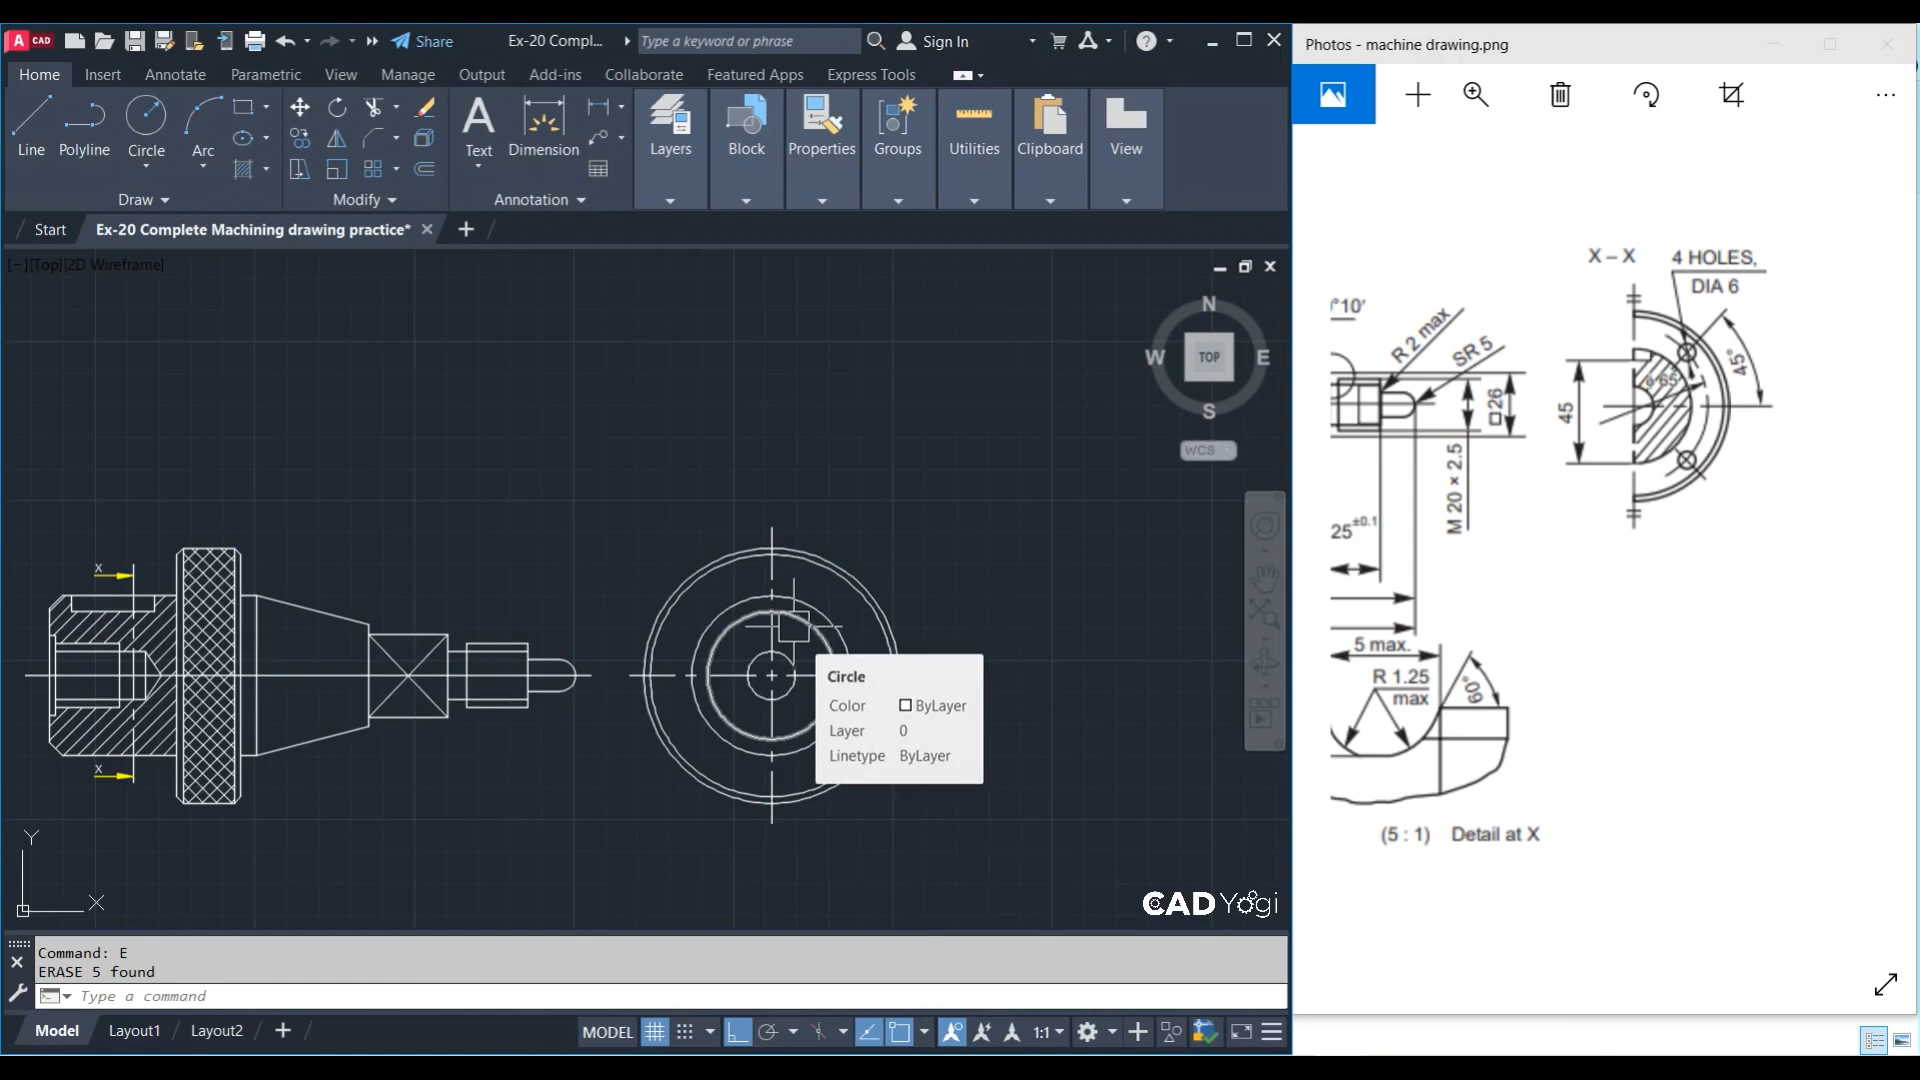 A CAD
Share
Ex-20 Compl...
Type a keyword or phrase
Sign In
Home
Insert
Annotate
Parametric
View
Manage
Output
Add-ins
Collaborate
Featured Apps
Express Tools
Line
Polyline
Circle
Arc
Text
Dimension
Layers
Block
Properties
Groups
Utilities
Clipboard
View
Draw
Modify
Annotation
Start
Ex-20 Complete Machining drawing practice*
[−][Top][2D Wireframe]
N
W
TOP
E
S
WCS
X
X
Circle
Color ByLayer
Layer 0
Linetype ByLayer
Y
X
CAD Yogi
Command: E
ERASE 5 found
Type a command
Model
Layout1
Layout2
MODEL
1:1
Photos - machine drawing.png
X – X
4 HOLES,
DIA 6
°10'
R 2 max
SR 5
45°
ø 65
□26
45
M 20 × 2.5
25±0.1
5 max.
R 1.25
max
60°
(5 : 1) Detail at X